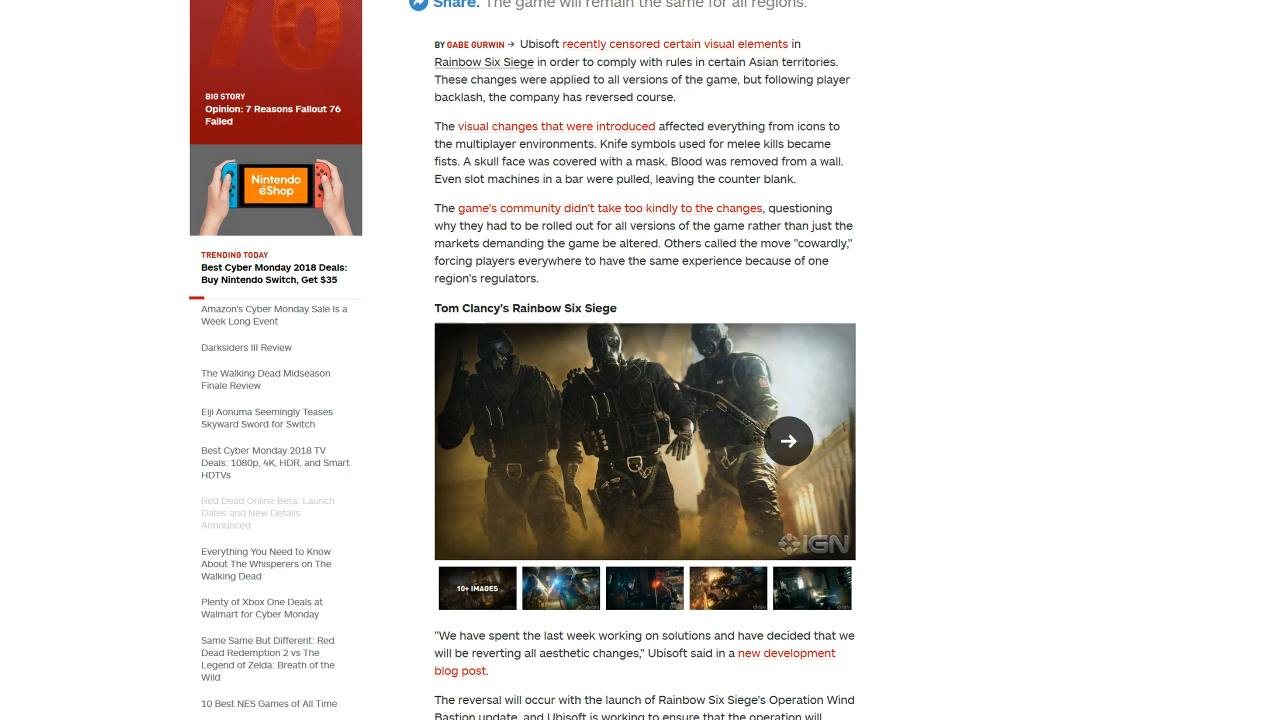 Share. The game will remain the same for all regions.
BIG STORY
Opinion: 7 Reasons Fallout 76
Failed
Nintendo
eShop
TRENDING TODAY
Best Cyber Monday 2018 Deals:
Buy Nintendo Switch, Get $35
Amazon's Cyber Monday Sale Is a
Week Long Event
Darksiders III Review
The Walking Dead Midseason
Finale Review
Eiji Aonuma Seemingly Teases
Skyward Sword for Switch
Best Cyber Monday 2018 TV
Deals: 1080p, 4K, HDR, and Smart
HDTVs
Red Dead Online Beta: Launch
Dates and New Details
Announced
Everything You Need to Know
About The Whisperers on The
Walking Dead
Plenty of Xbox One Deals at
Walmart for Cyber Monday
Same Same But Different: Red
Dead Redemption 2 vs The
Legend of Zelda: Breath of the
Wild
10 Best NES Games of All Time
BY GABE GURWIN → Ubisoft recently censored certain visual elements in
Rainbow Six Siege in order to comply with rules in certain Asian territories.
These changes were applied to all versions of the game, but following player
backlash, the company has reversed course.
The visual changes that were introduced affected everything from icons to
the multiplayer environments. Knife symbols used for melee kills became
fists. A skull face was covered with a mask. Blood was removed from a wall.
Even slot machines in a bar were pulled, leaving the counter blank.
The game's community didn't take too kindly to the changes, questioning
why they had to be rolled out for all versions of the game rather than just the
markets demanding the game be altered. Others called the move "cowardly,"
forcing players everywhere to have the same experience because of one
region's regulators.
Tom Clancy's Rainbow Six Siege
IGN
10+ IMAGES
"We have spent the last week working on solutions and have decided that we
will be reverting all aesthetic changes," Ubisoft said in a new development
blog post.
The reversal will occur with the launch of Rainbow Six Siege's Operation Wind
Bastion update, and Ubisoft is working to ensure that the operation will